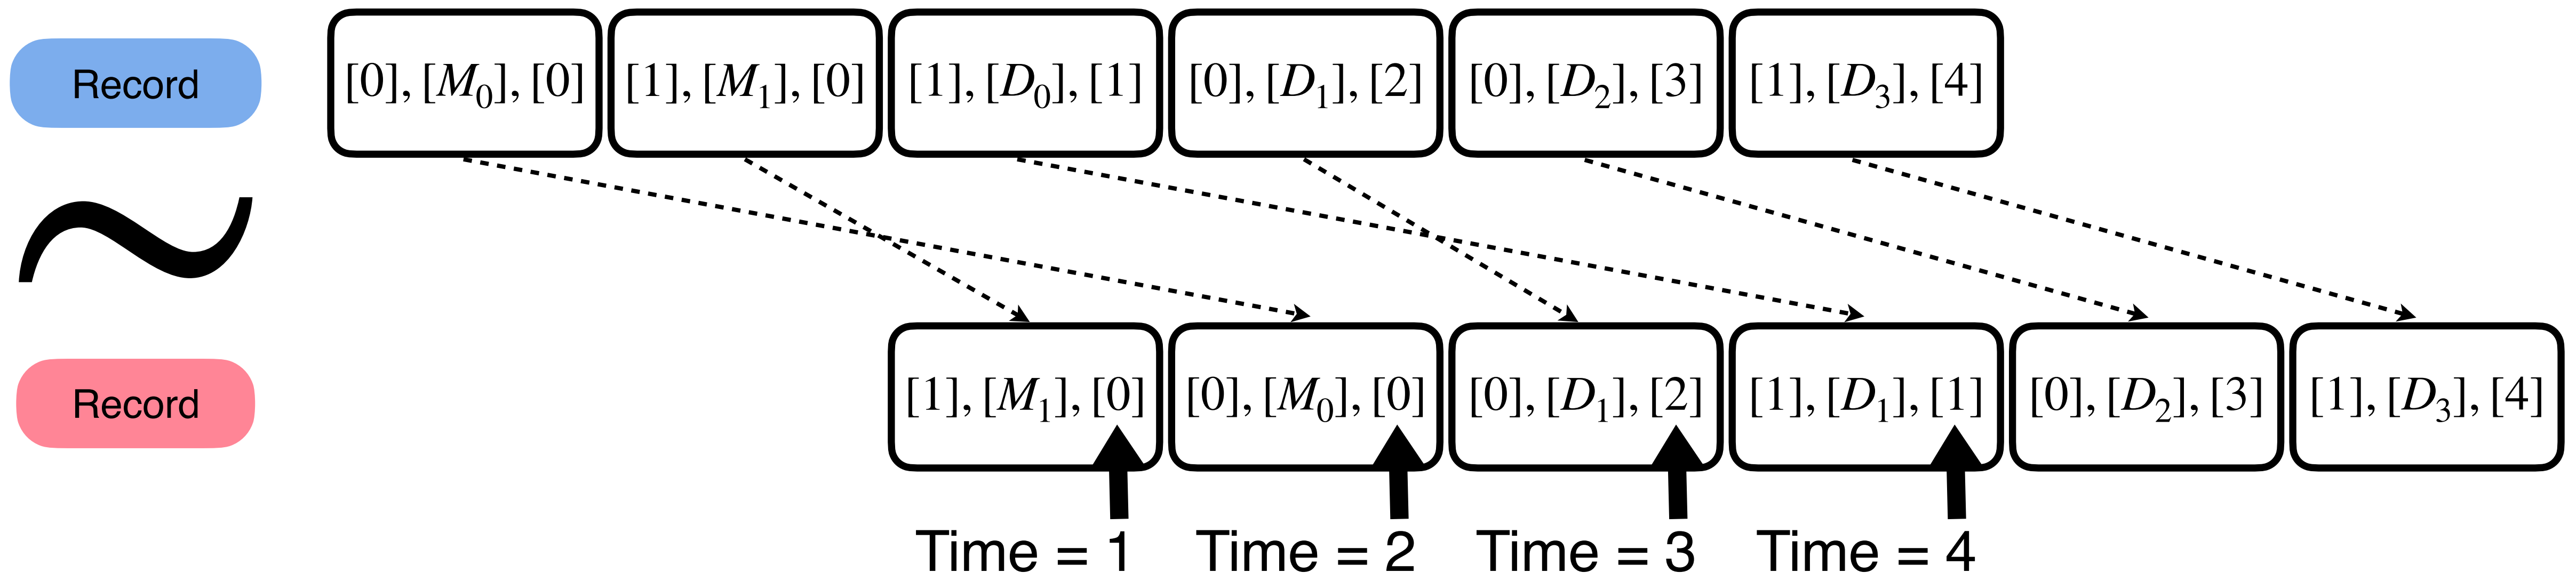 Record [0], [M₀], [0] [1], [M₁], [0] [1], [D₀], [1] [0], [D₁], [2] [0], [D₂], [3] [1], [D₃], [4]
~
Record [1], [M₁], [0] [0], [M₀], [0] [0], [D₁], [2] [1], [D₁], [1] [0], [D₂], [3] [1], [D₃], [4]
Time = 1 Time = 2 Time = 3 Time = 4